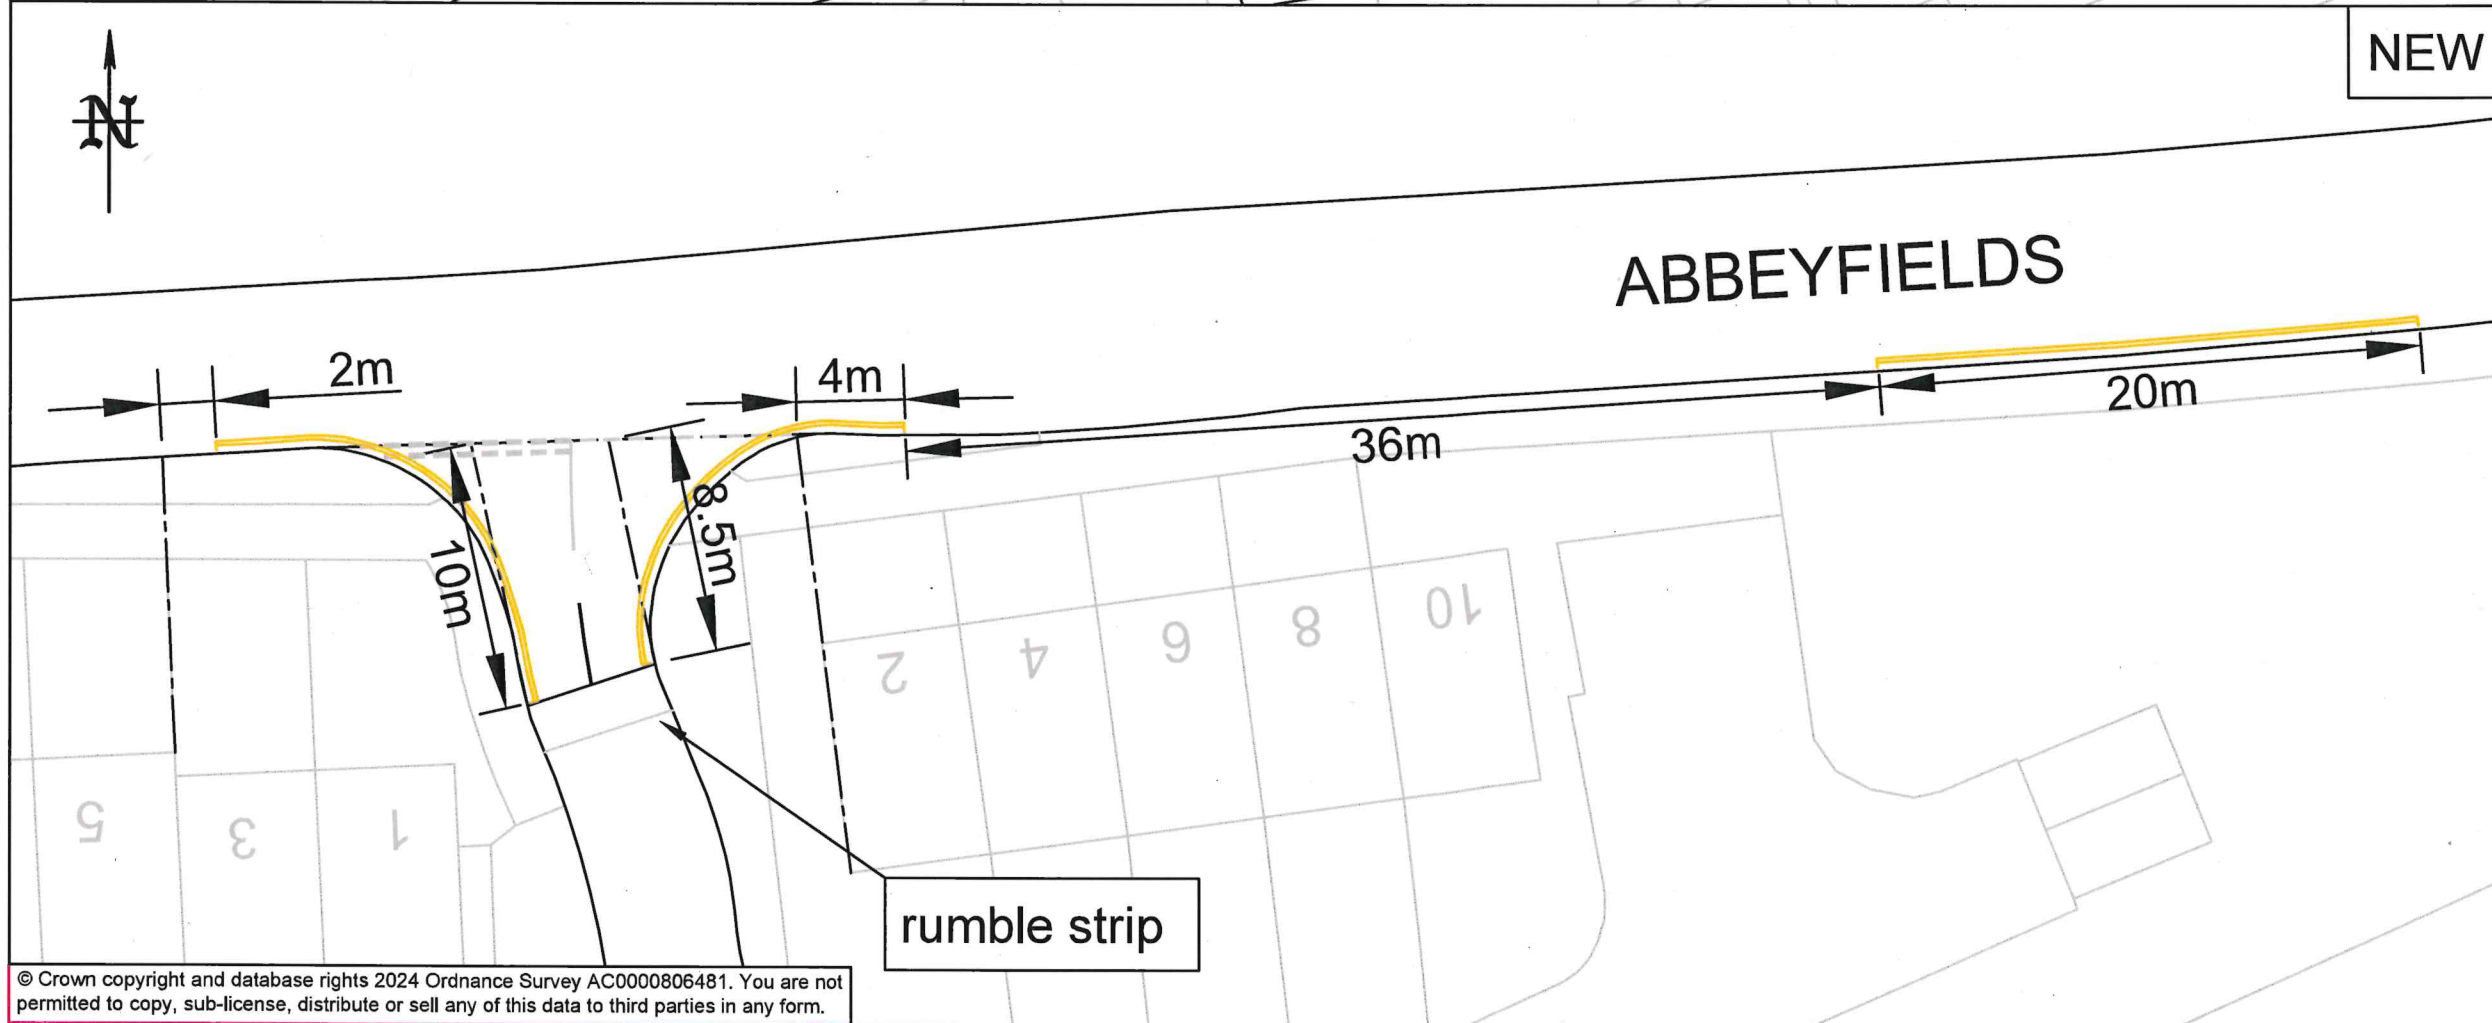 NEW
N
ABBEYFIELDS
2m
4m
20m
36m
8.5m
10m
10
8
6
4
2
5
3
1
rumble strip
© Crown copyright and database rights 2024 Ordnance Survey AC0000806481. You are not
permitted to copy, sub-license, distribute or sell any of this data to third parties in any form.